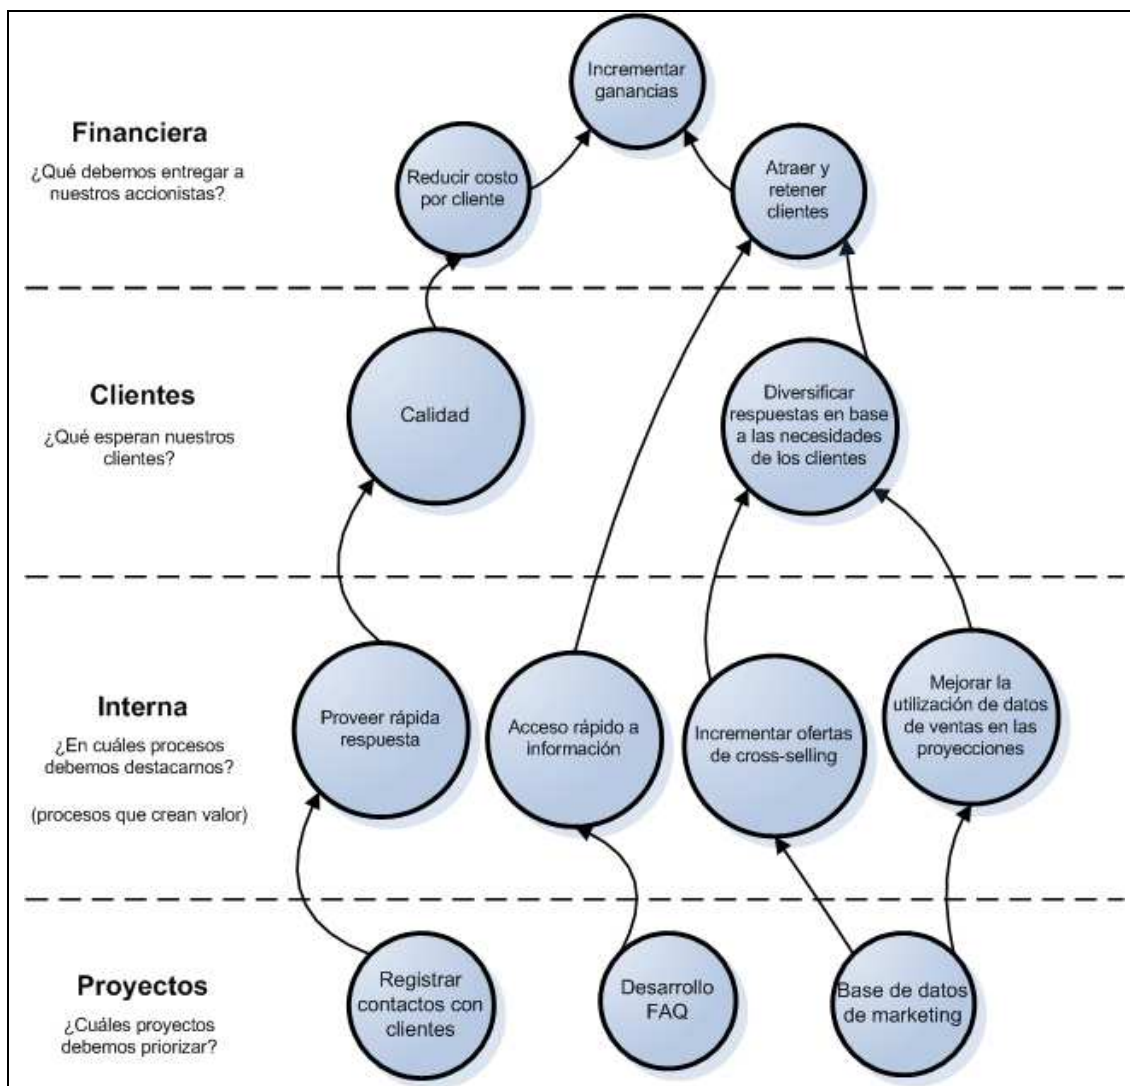 Incrementar
ganancias
Financiera
¿Qué debemos entregar a
nuestros accionistas?
Reducir costo
por cliente
Atraer y
retener
clientes
Clientes
¿Qué esperan nuestros
clientes?
Calidad
Diversificar
respuestas en base
a las necesidades
de los clientes
Interna
¿En cuáles procesos
debemos destacarnos?
(procesos que crean valor)
Proveer rápida
respuesta
Acceso rápido a
información
Incrementar ofertas
de cross-selling
Mejorar la
utilización de datos
de ventas en las
proyecciones
Proyectos
¿Cuáles proyectos
debemos priorizar?
Registrar
contactos con
clientes
Desarrollo
FAQ
Base de datos
de marketing